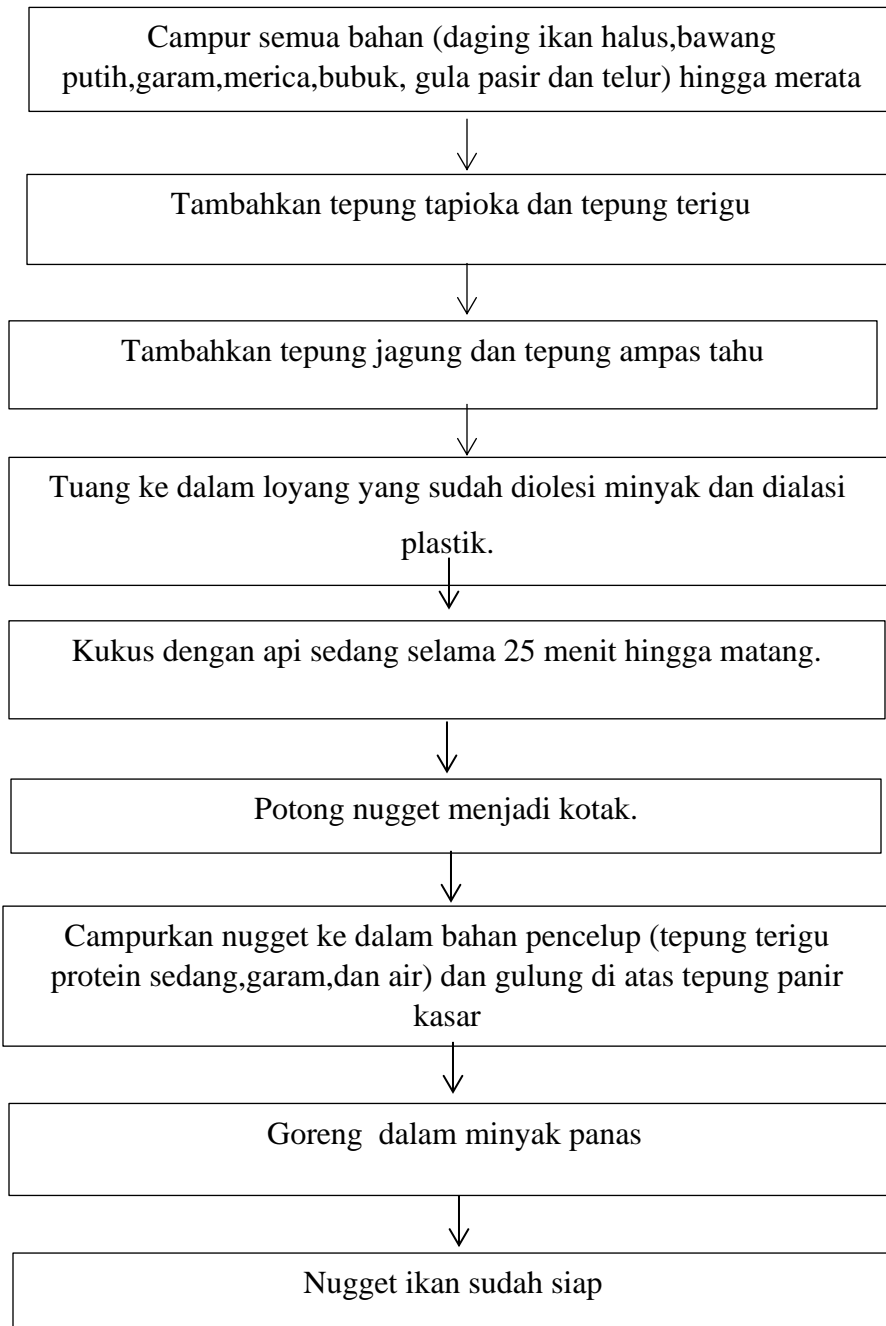 Campur semua bahan (daging ikan halus,bawang
putih,garam,merica,bubuk, gula pasir dan telur) hingga merata
Tambahkan tepung tapioka dan tepung terigu
Tambahkan tepung jagung dan tepung ampas tahu
Tuang ke dalam loyang yang sudah diolesi minyak dan dialasi
plastik.
Kukus dengan api sedang selama 25 menit hingga matang.
Potong nugget menjadi kotak.
Campurkan nugget ke dalam bahan pencelup (tepung terigu
protein sedang,garam,dan air) dan gulung di atas tepung panir
kasar
Goreng  dalam minyak panas
Nugget ikan sudah siap